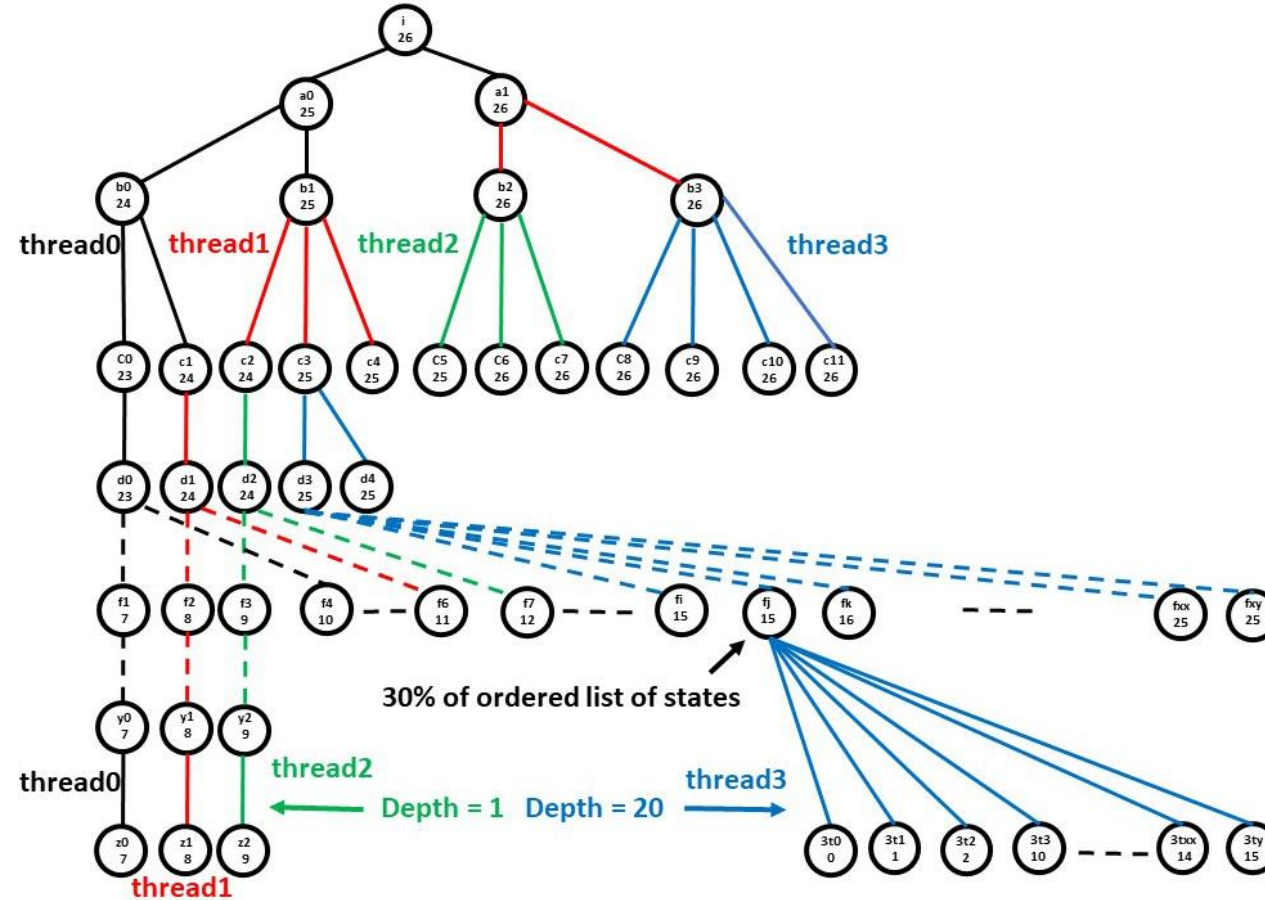 i
26
a0
25
a1
26
b0
24
b1
25
b2
26
b3
26
thread0 thread1 thread2 thread3
C0
23
c1
24
c2
24
c3
25
c4
25
C5
25
C6
26
c7
26
C8
26
c9
26
c10
26
c11
26
d0
23
d1
24
d2
24
d3
25
d4
25
f1
7
f2
8
f3
9
f4
10
f6
11
f7
12
fi
15
fj
15
fk
16
fxx
25
fxy
25
30% of ordered list of states
y0
7
y1
8
y2
9
thread0 thread2 thread3
Depth = 1 Depth = 20
z0
7
z1
8
z2
9
3t0
0
3t1
1
3t2
2
3t3
10
3txx
14
3ty
15
thread1